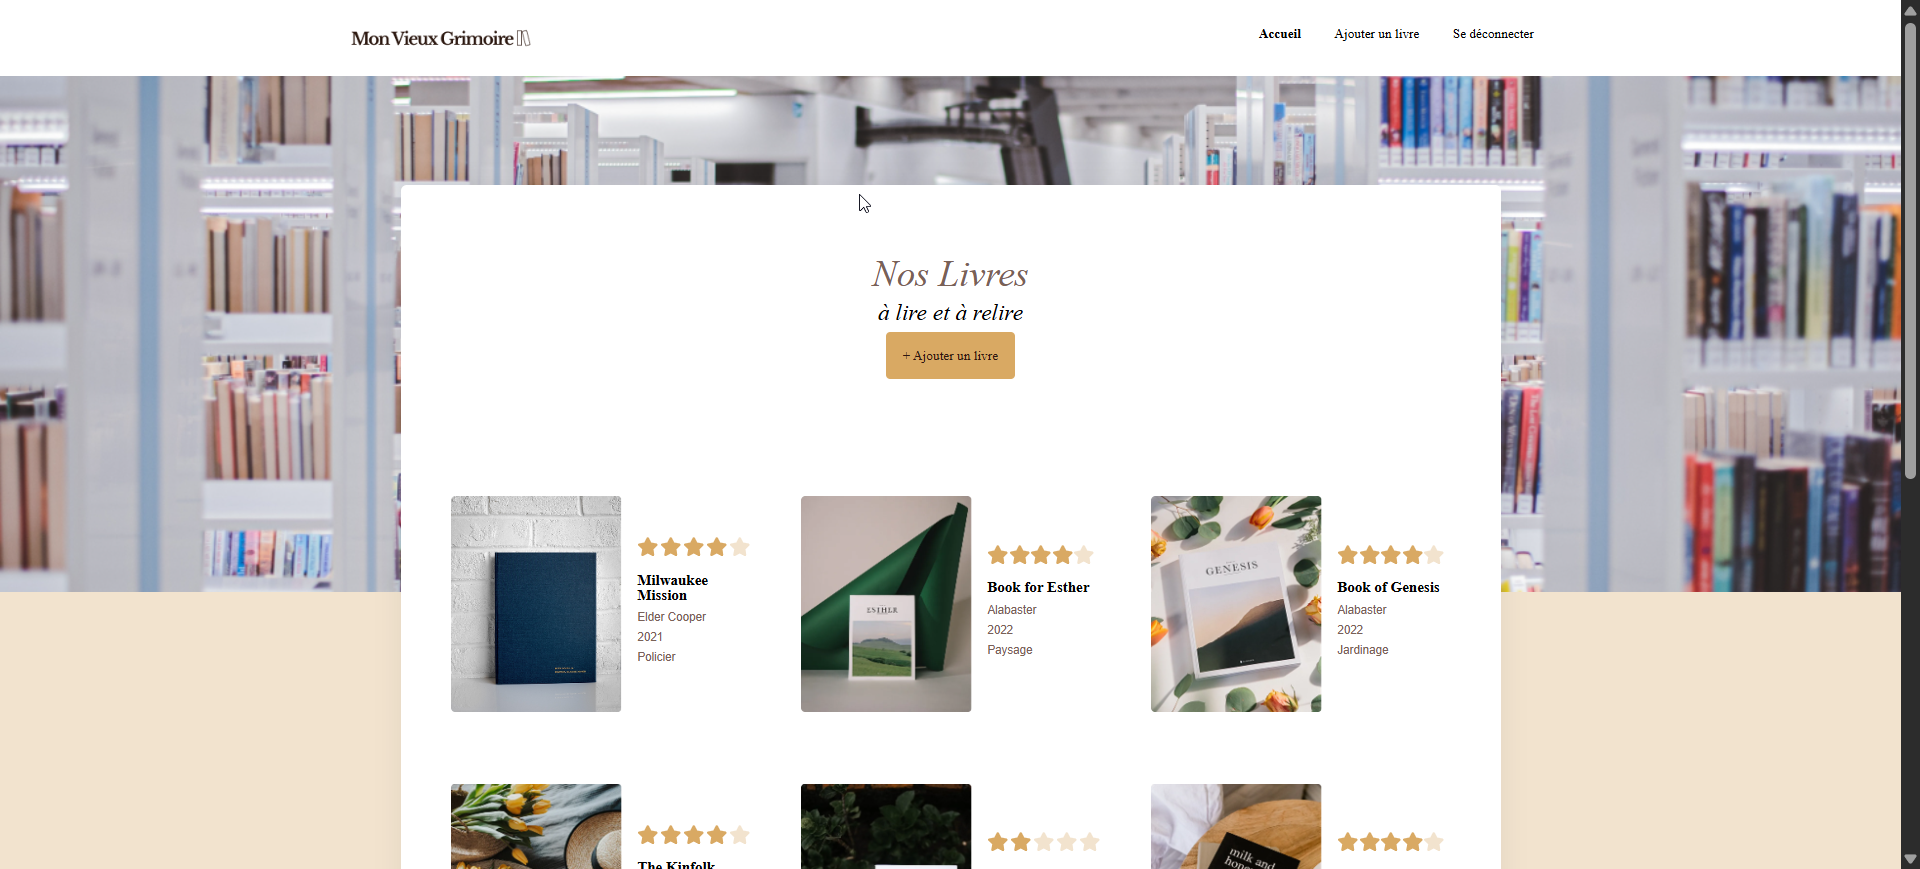 Mon Vieux Grimoire
Accueil
Ajouter un livre
Se déconnecter
Nos Livres
à lire et à relire
+ Ajouter un livre
Milwaukee
Mission
Elder Cooper
2021
Policier
ESTHER
Book for Esther
Alabaster
2022
Paysage
GENESIS
Book of Genesis
Alabaster
2022
Jardinage
The Kinfolk
milk and
honey